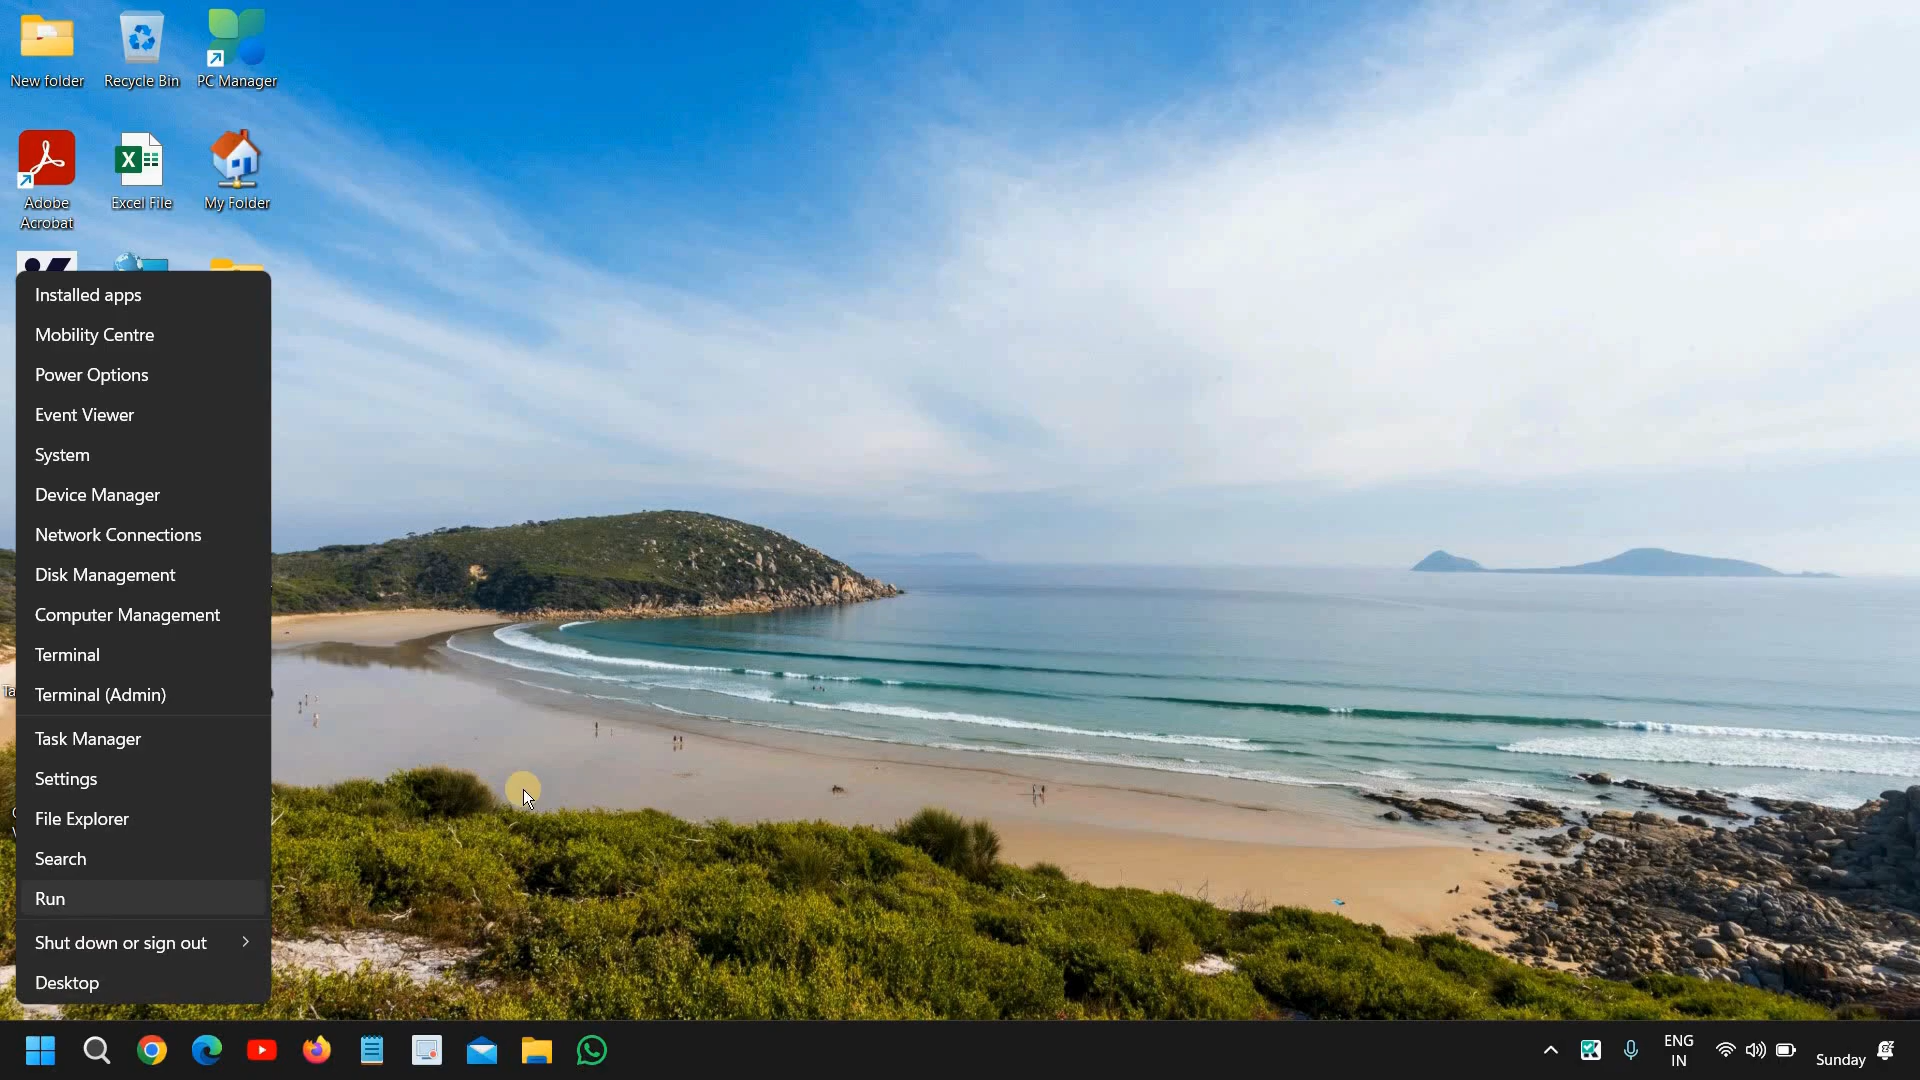 New folder
Recycle Bin
PC Manager
Adobe
Acrobat
Excel File
My Folder
Installed apps
Mobility Centre
Power Options
Event Viewer
System
Device Manager
Network Connections
Disk Management
Computer Management
Terminal
Terminal (Admin)
Task Manager
Settings
File Explorer
Search
Run
Shut down or sign out
Desktop
ENG
IN
Sunday